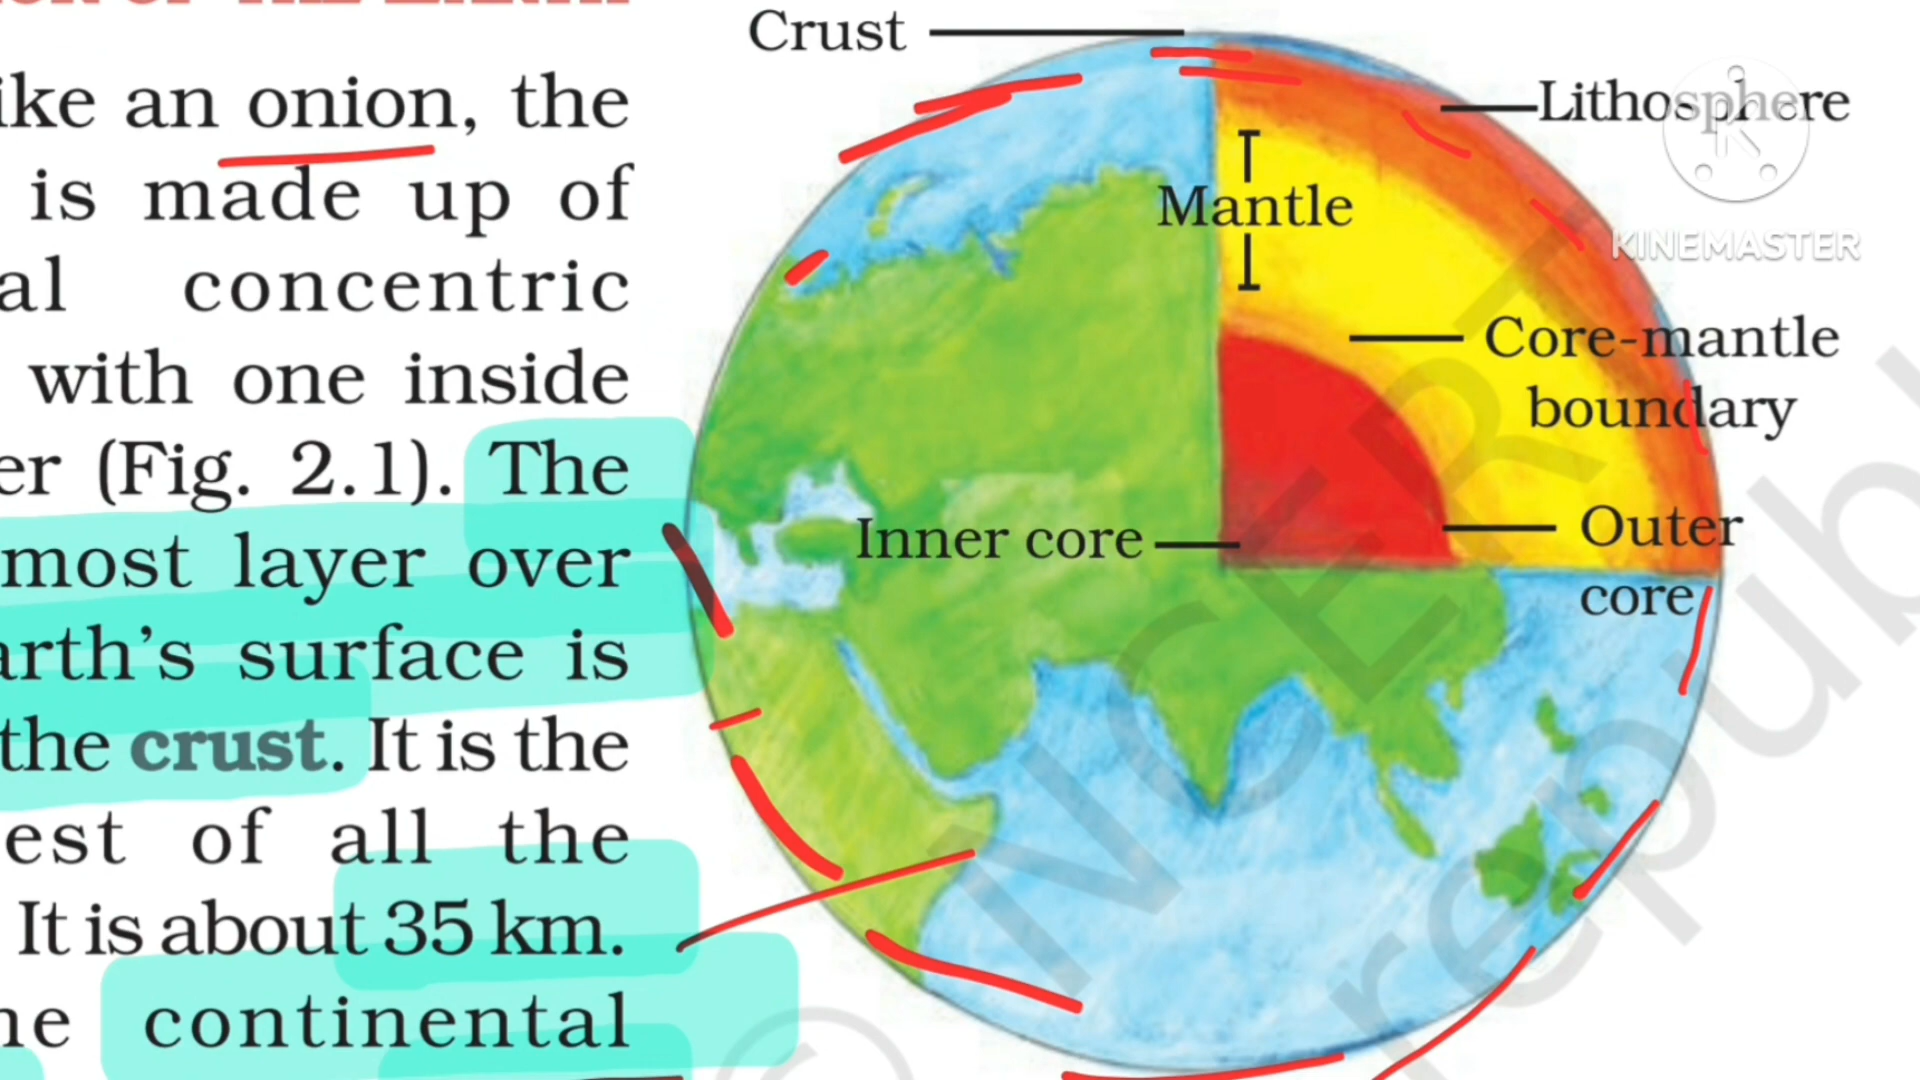 ike an onion, the
is made up of
al concentric
with one inside
er (Fig. 2.1). The
most layer over
arth's surface is
the crust. It is the
est of all the
It is about 35 km.
ne continental
Crust
Lithosphere
Mantle
Core-mantle
boundary
Inner core
Outer
core
K
KINEMASTER
© NCERT
republ